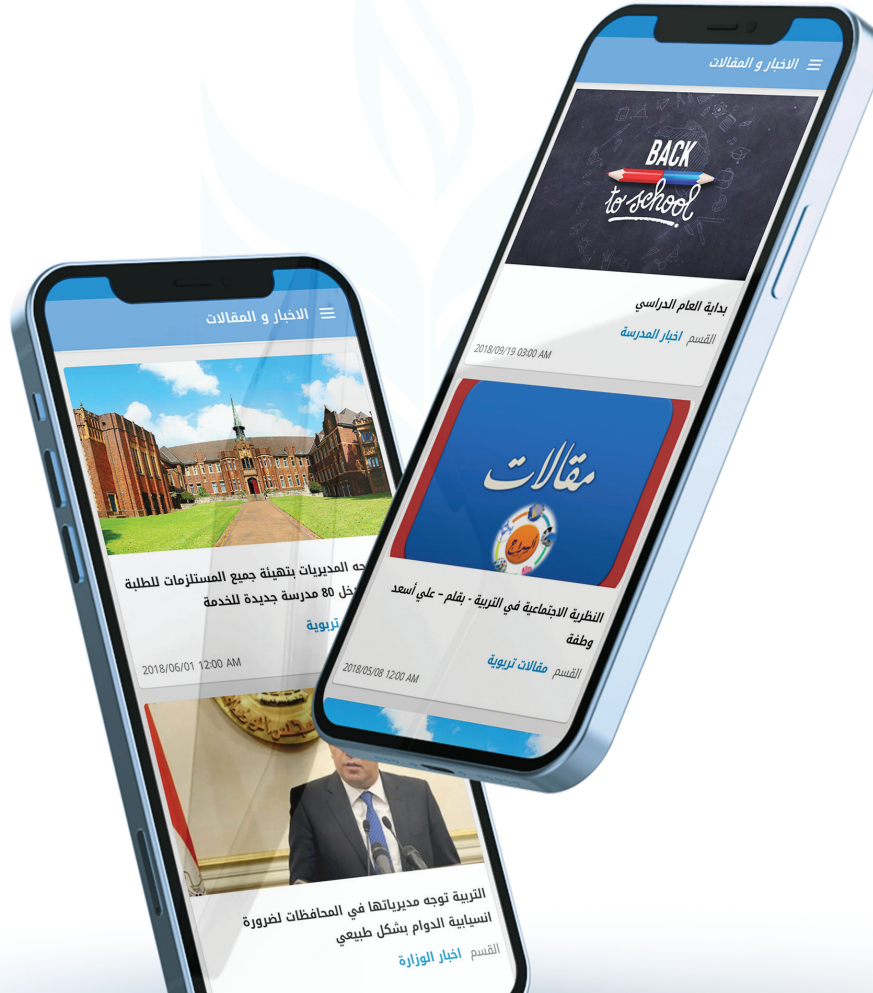 الاخبار و المقالات
BACK
to school
بداية العام الدراسي
القسم اخبار المدرسة
2018/09/19 03:00 AM
مقالات
النظرية الاجتماعية في التربية - بقلم - علي أسعد
وطفة
القسم مقالات تربوية
2018/05/08 12:00 AM
الاخبار و المقالات
المديريات بتهيئة جميع المستلزمات للطلبة
80 مدرسة جديدة للخدمة
تربوية
2018/06/01 12:00 AM
التربية توجه مديرياتها في المحافظات لضرورة
انسيابية الدوام بشكل طبيعي
القسم اخبار الوزارة